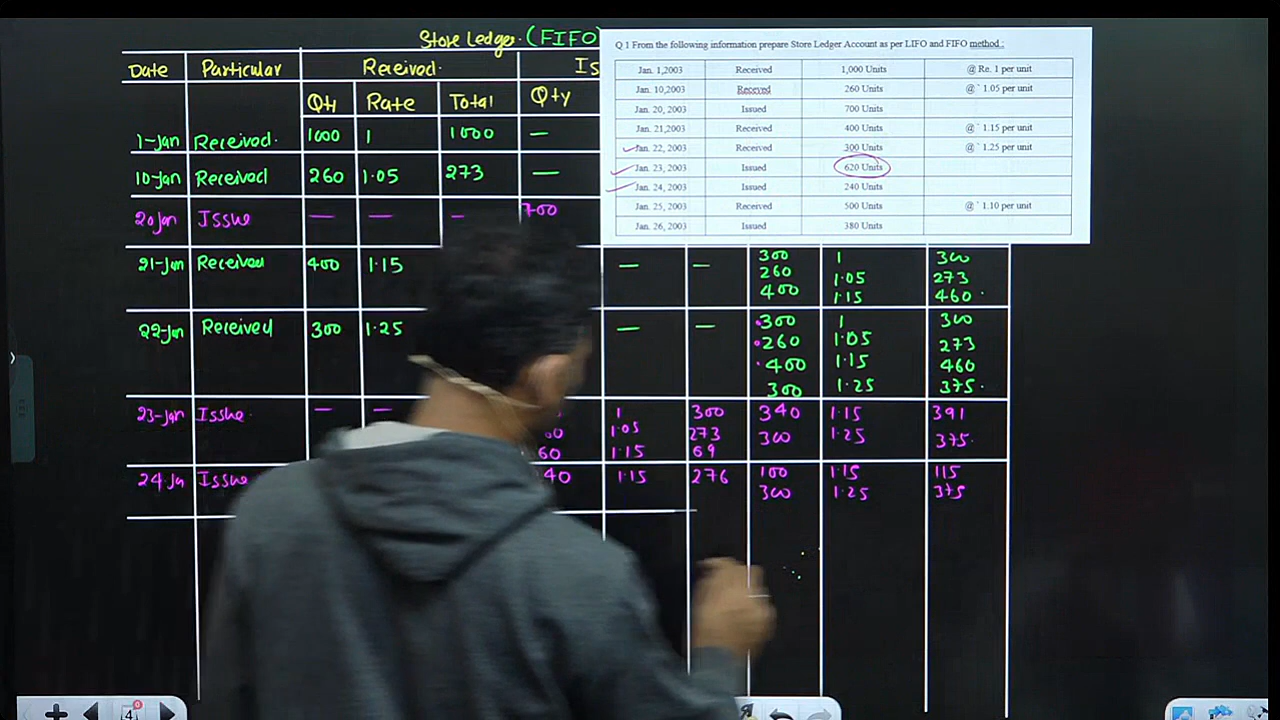 Store Ledger. (FIFO)
Q 1 From the following information prepare Store Ledger Account as per LIFO and FIFO method :
Jan. 1,2003 Received 1,000 Units @ Re. 1 per unit
Jan. 10,2003 Receved 260 Units @ ` 1.05 per unit
Jan. 20, 2003 Issued 700 Units
Jan. 21,2003 Received 400 Units @ ` 1.15 per unit
Jan. 22, 2003 Received 300 Units @ ` 1.25 per unit
Jan. 23, 2003 Issued 620 Units
Jan. 24, 2003 Issued 240 Units
Jan. 25, 2003 Received 500 Units @ ` 1.10 per unit
Jan. 26, 2003 Issued 380 Units
Date Particular Received. Is
Qty Rate Total Qty
1-Jan Received. 1000 1 1000 —
10-Jan Received 260 1.05 273 —
20Jan Issue — — - 700
21-Jan Received 400 1.15 — — 300 1 300
260 1.05 273
400 1.15 460
22-Jan Received 300 1.25 — — 300 1 300
260 1.05 273
400 1.15 460
300 1.25 375
23-Jan Issue. — — 1 300 340 1.15 391
1.05 273 300 1.25 375
60 1.15 69
24-Ja Issue 40 1.15 276 100 1.15 115
300 1.25 375
4